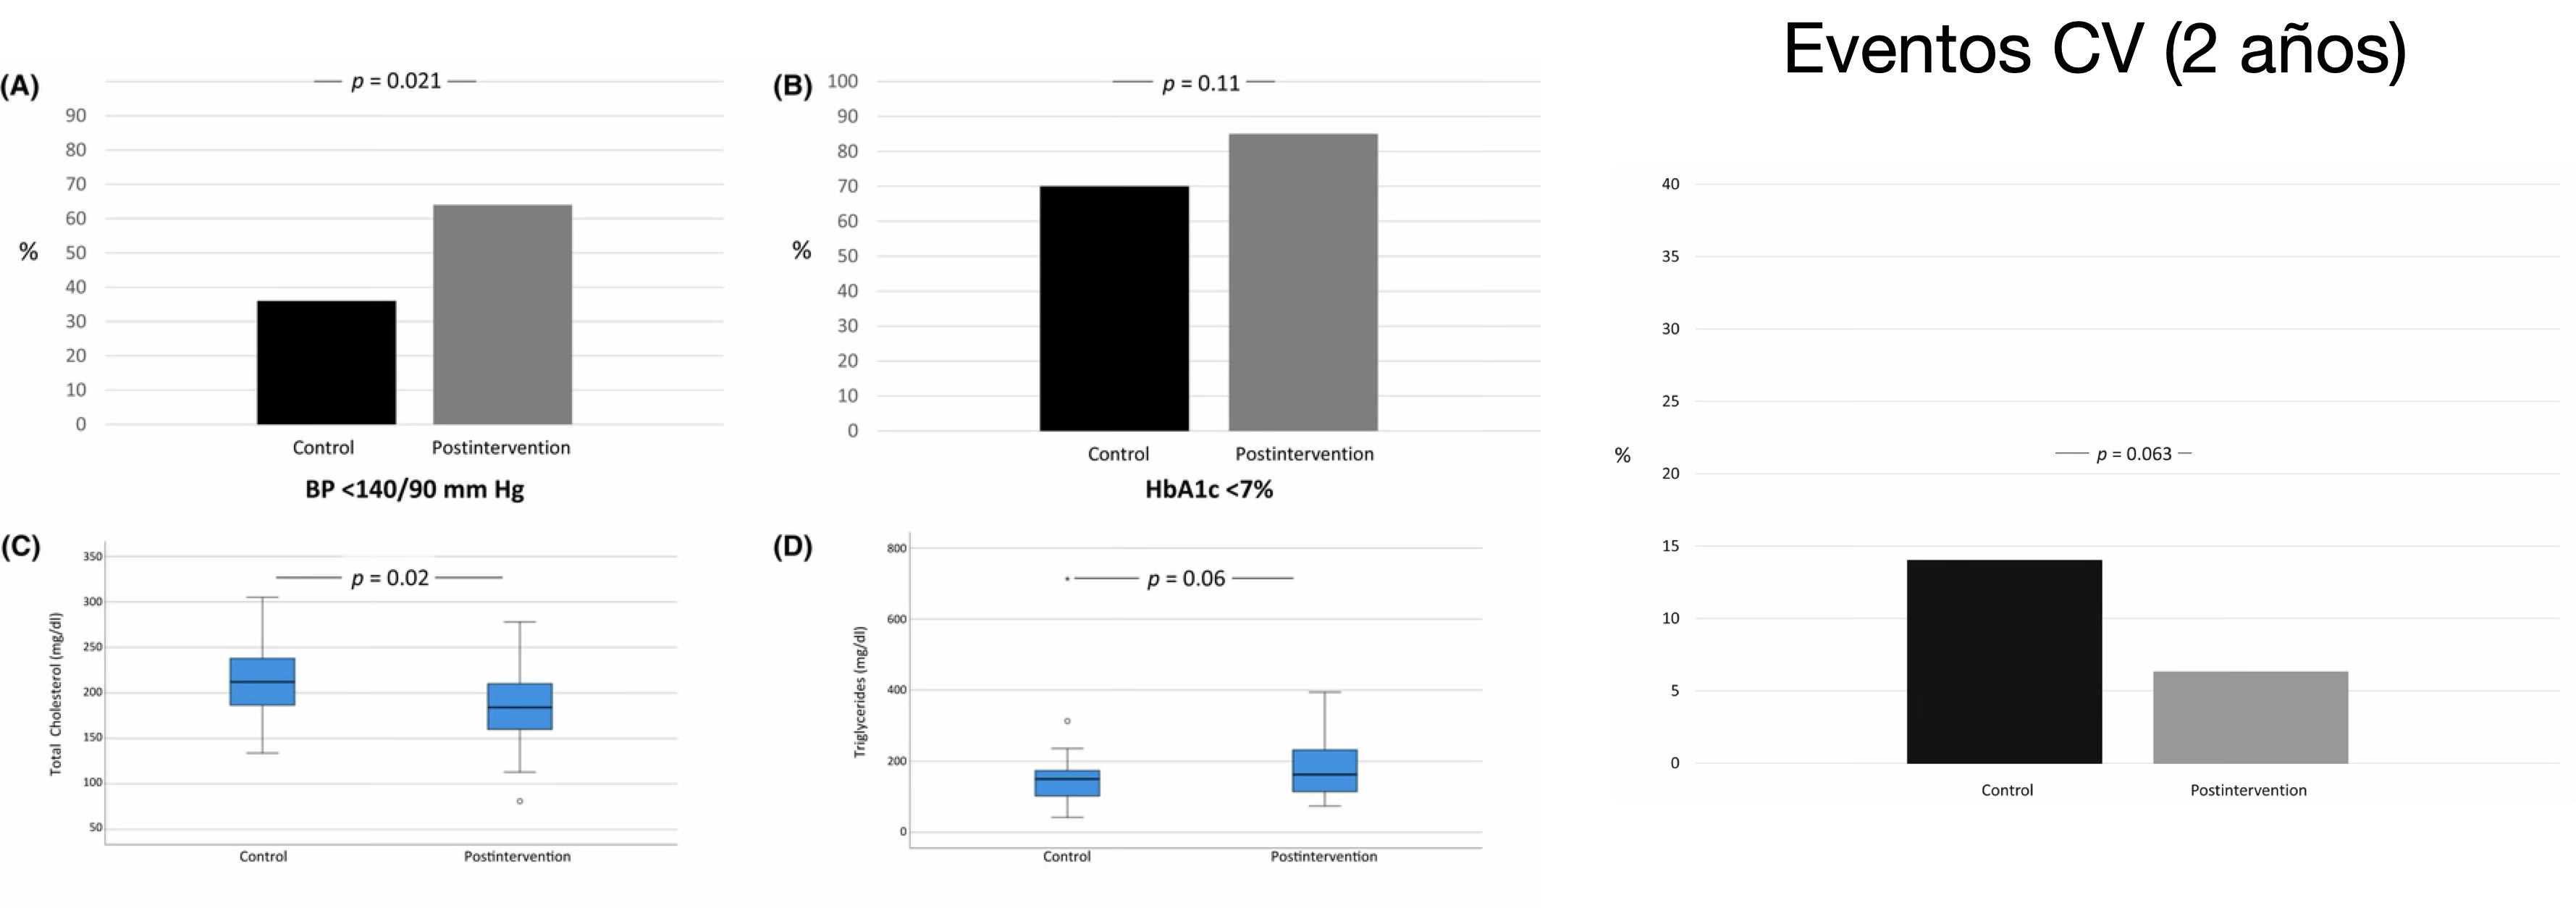 Eventos CV (2 años)
(A)
p = 0.021
90
80
70
60
50
40
30
20
10
0
%
Control Postintervention
BP <140/90 mm Hg
(B)
p = 0.11
100
90
80
70
60
50
40
30
20
10
0
%
Control Postintervention
HbA1c <7%
(C)
p = 0.02
350
300
250
200
150
100
50
Total Cholesterol (mg/dl)
Control Postintervention
(D)
p = 0.06
800
600
400
200
0
Triglycerides (mg/dl)
Control Postintervention
40
35
30
25
20
15
10
5
0
%
p = 0.063
Control Postintervention